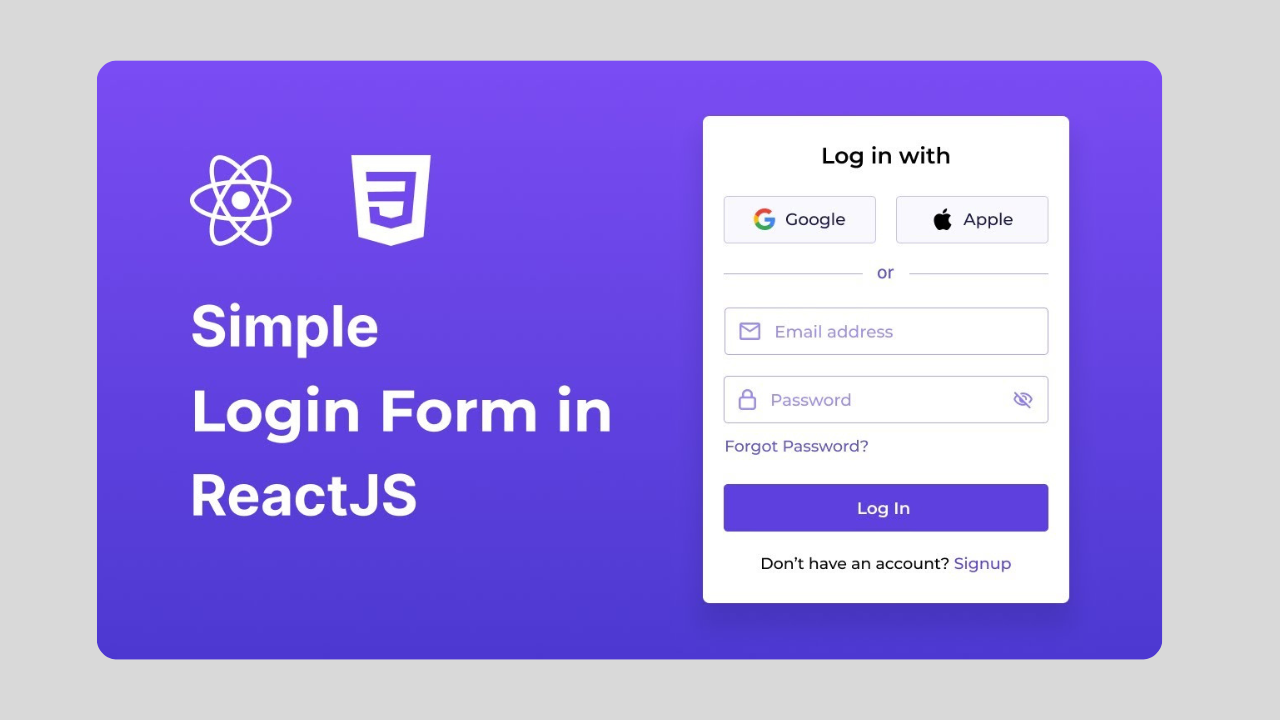 Simple
Login Form in
ReactJS
Log in with
Google
Apple
or
Email address
Password
Forgot Password?
Log In
Don’t have an account? Signup